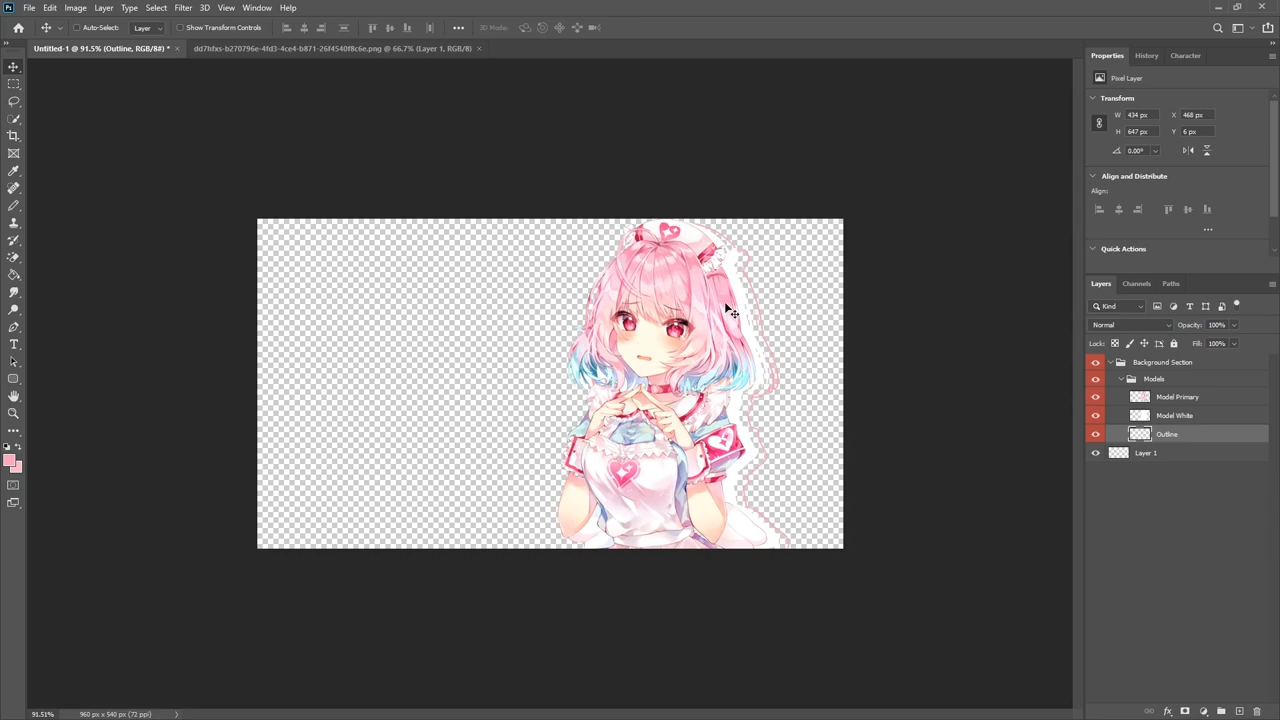 Ps File Edit Image Layer Type Select Filter 3D View Window Help
Auto-Select: Layer Show Transform Controls 3D Mode:
Untitled-1 @ 91.5% (Outline, RGB/8#) * × dd7hfxs-b270796e-4fd3-4ce4-b871-26f4540f8c6e.png @ 66.7% (Layer 1, RGB/8) ×
Properties History Character
Pixel Layer
Transform
W 434 px X 468 px
H 647 px Y 6 px
0.00°
Align and Distribute
Align:
Quick Actions
Layers Channels Paths
Kind
Normal Opacity: 100%
Lock: Fill: 100%
Background Section
Models
Model Primary
Model White
Outline
Layer 1
91.51% 960 px x 540 px (72 ppi)